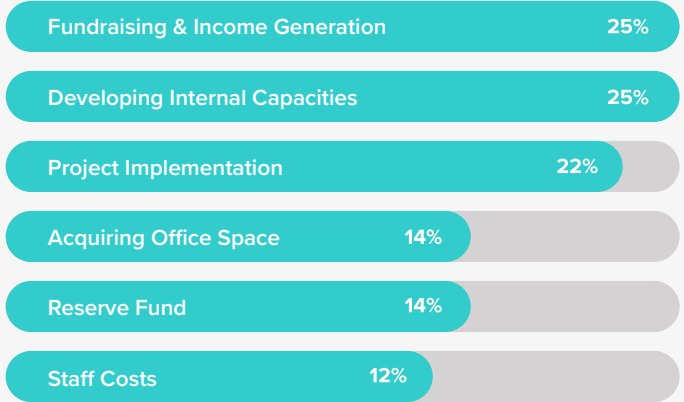 Fundraising & Income Generation 25%
Developing Internal Capacities 25%
Project Implementation 22%
Acquiring Office Space 14%
Reserve Fund 14%
Staff Costs 12%